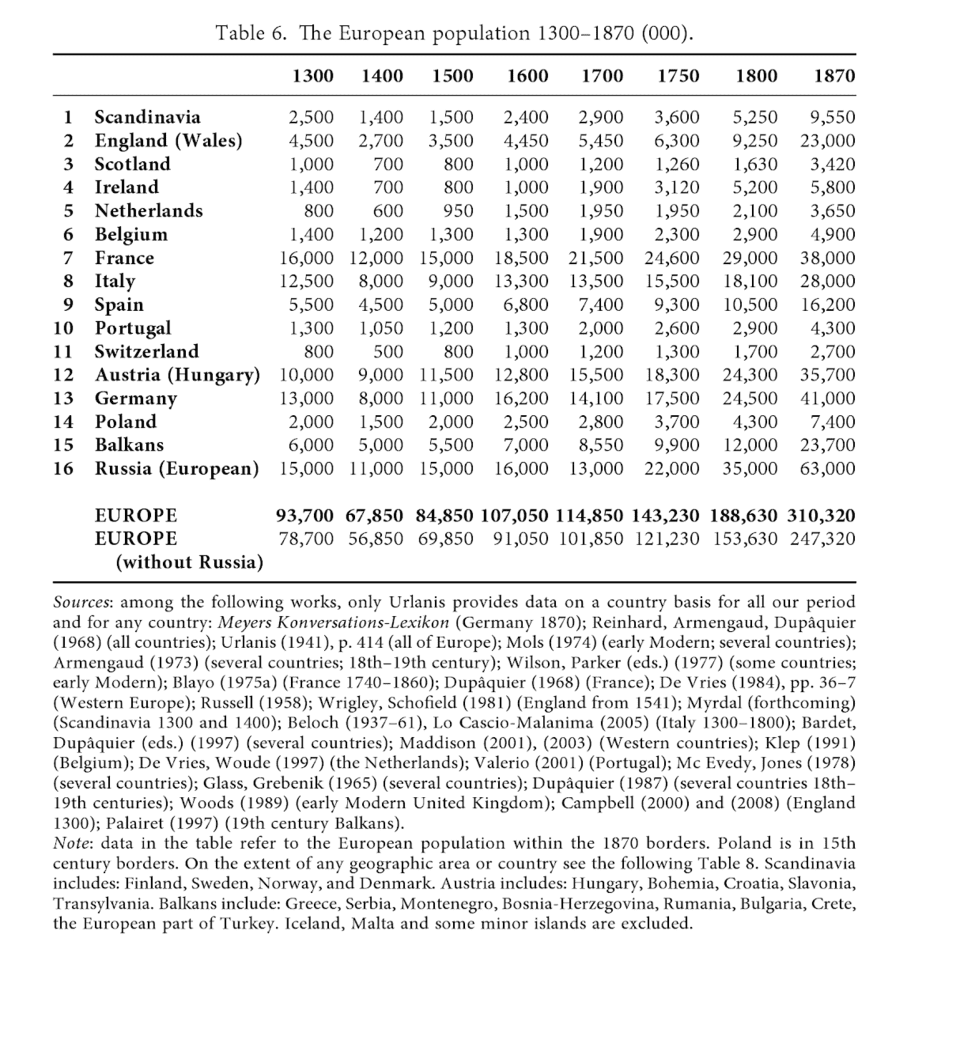 Table 6. The European population 1300–1870 (000).
1300 1400 1500 1600 1700 1750 1800 1870
1 Scandinavia 2,500 1,400 1,500 2,400 2,900 3,600 5,250 9,550
2 England (Wales) 4,500 2,700 3,500 4,450 5,450 6,300 9,250 23,000
3 Scotland 1,000 700 800 1,000 1,200 1,260 1,630 3,420
4 Ireland 1,400 700 800 1,000 1,900 3,120 5,200 5,800
5 Netherlands 800 600 950 1,500 1,950 1,950 2,100 3,650
6 Belgium 1,400 1,200 1,300 1,300 1,900 2,300 2,900 4,900
7 France 16,000 12,000 15,000 18,500 21,500 24,600 29,000 38,000
8 Italy 12,500 8,000 9,000 13,300 13,500 15,500 18,100 28,000
9 Spain 5,500 4,500 5,000 6,800 7,400 9,300 10,500 16,200
10 Portugal 1,300 1,050 1,200 1,300 2,000 2,600 2,900 4,300
11 Switzerland 800 500 800 1,000 1,200 1,300 1,700 2,700
12 Austria (Hungary) 10,000 9,000 11,500 12,800 15,500 18,300 24,300 35,700
13 Germany 13,000 8,000 11,000 16,200 14,100 17,500 24,500 41,000
14 Poland 2,000 1,500 2,000 2,500 2,800 3,700 4,300 7,400
15 Balkans 6,000 5,000 5,500 7,000 8,550 9,900 12,000 23,700
16 Russia (European) 15,000 11,000 15,000 16,000 13,000 22,000 35,000 63,000
EUROPE 93,700 67,850 84,850 107,050 114,850 143,230 188,630 310,320
EUROPE 78,700 56,850 69,850 91,050 101,850 121,230 153,630 247,320
(without Russia)
Sources: among the following works, only Urlanis provides data on a country basis for all our period
and for any country: Meyers Konversations-Lexikon (Germany 1870); Reinhard, Armengaud, Dupâquier
(1968) (all countries); Urlanis (1941), p. 414 (all of Europe); Mols (1974) (early Modern; several countries);
Armengaud (1973) (several countries; 18th–19th century); Wilson, Parker (eds.) (1977) (some countries;
early Modern); Blayo (1975a) (France 1740–1860); Dupâquier (1968) (France); De Vries (1984), pp. 36–7
(Western Europe); Russell (1958); Wrigley, Schofield (1981) (England from 1541); Myrdal (forthcoming)
(Scandinavia 1300 and 1400); Beloch (1937–61), Lo Cascio-Malanima (2005) (Italy 1300–1800); Bardet,
Dupâquier (eds.) (1997) (several countries); Maddison (2001), (2003) (Western countries); Klep (1991)
(Belgium); De Vries, Woude (1997) (the Netherlands); Valerio (2001) (Portugal); Mc Evedy, Jones (1978)
(several countries); Glass, Grebenik (1965) (several countries); Dupâquier (1987) (several countries 18th–
19th centuries); Woods (1989) (early Modern United Kingdom); Campbell (2000) and (2008) (England
1300); Palairet (1997) (19th century Balkans).
Note: data in the table refer to the European population within the 1870 borders. Poland is in 15th
century borders. On the extent of any geographic area or country see the following Table 8. Scandinavia
includes: Finland, Sweden, Norway, and Denmark. Austria includes: Hungary, Bohemia, Croatia, Slavonia,
Transylvania. Balkans include: Greece, Serbia, Montenegro, Bosnia-Herzegovina, Rumania, Bulgaria, Crete,
the European part of Turkey. Iceland, Malta and some minor islands are excluded.